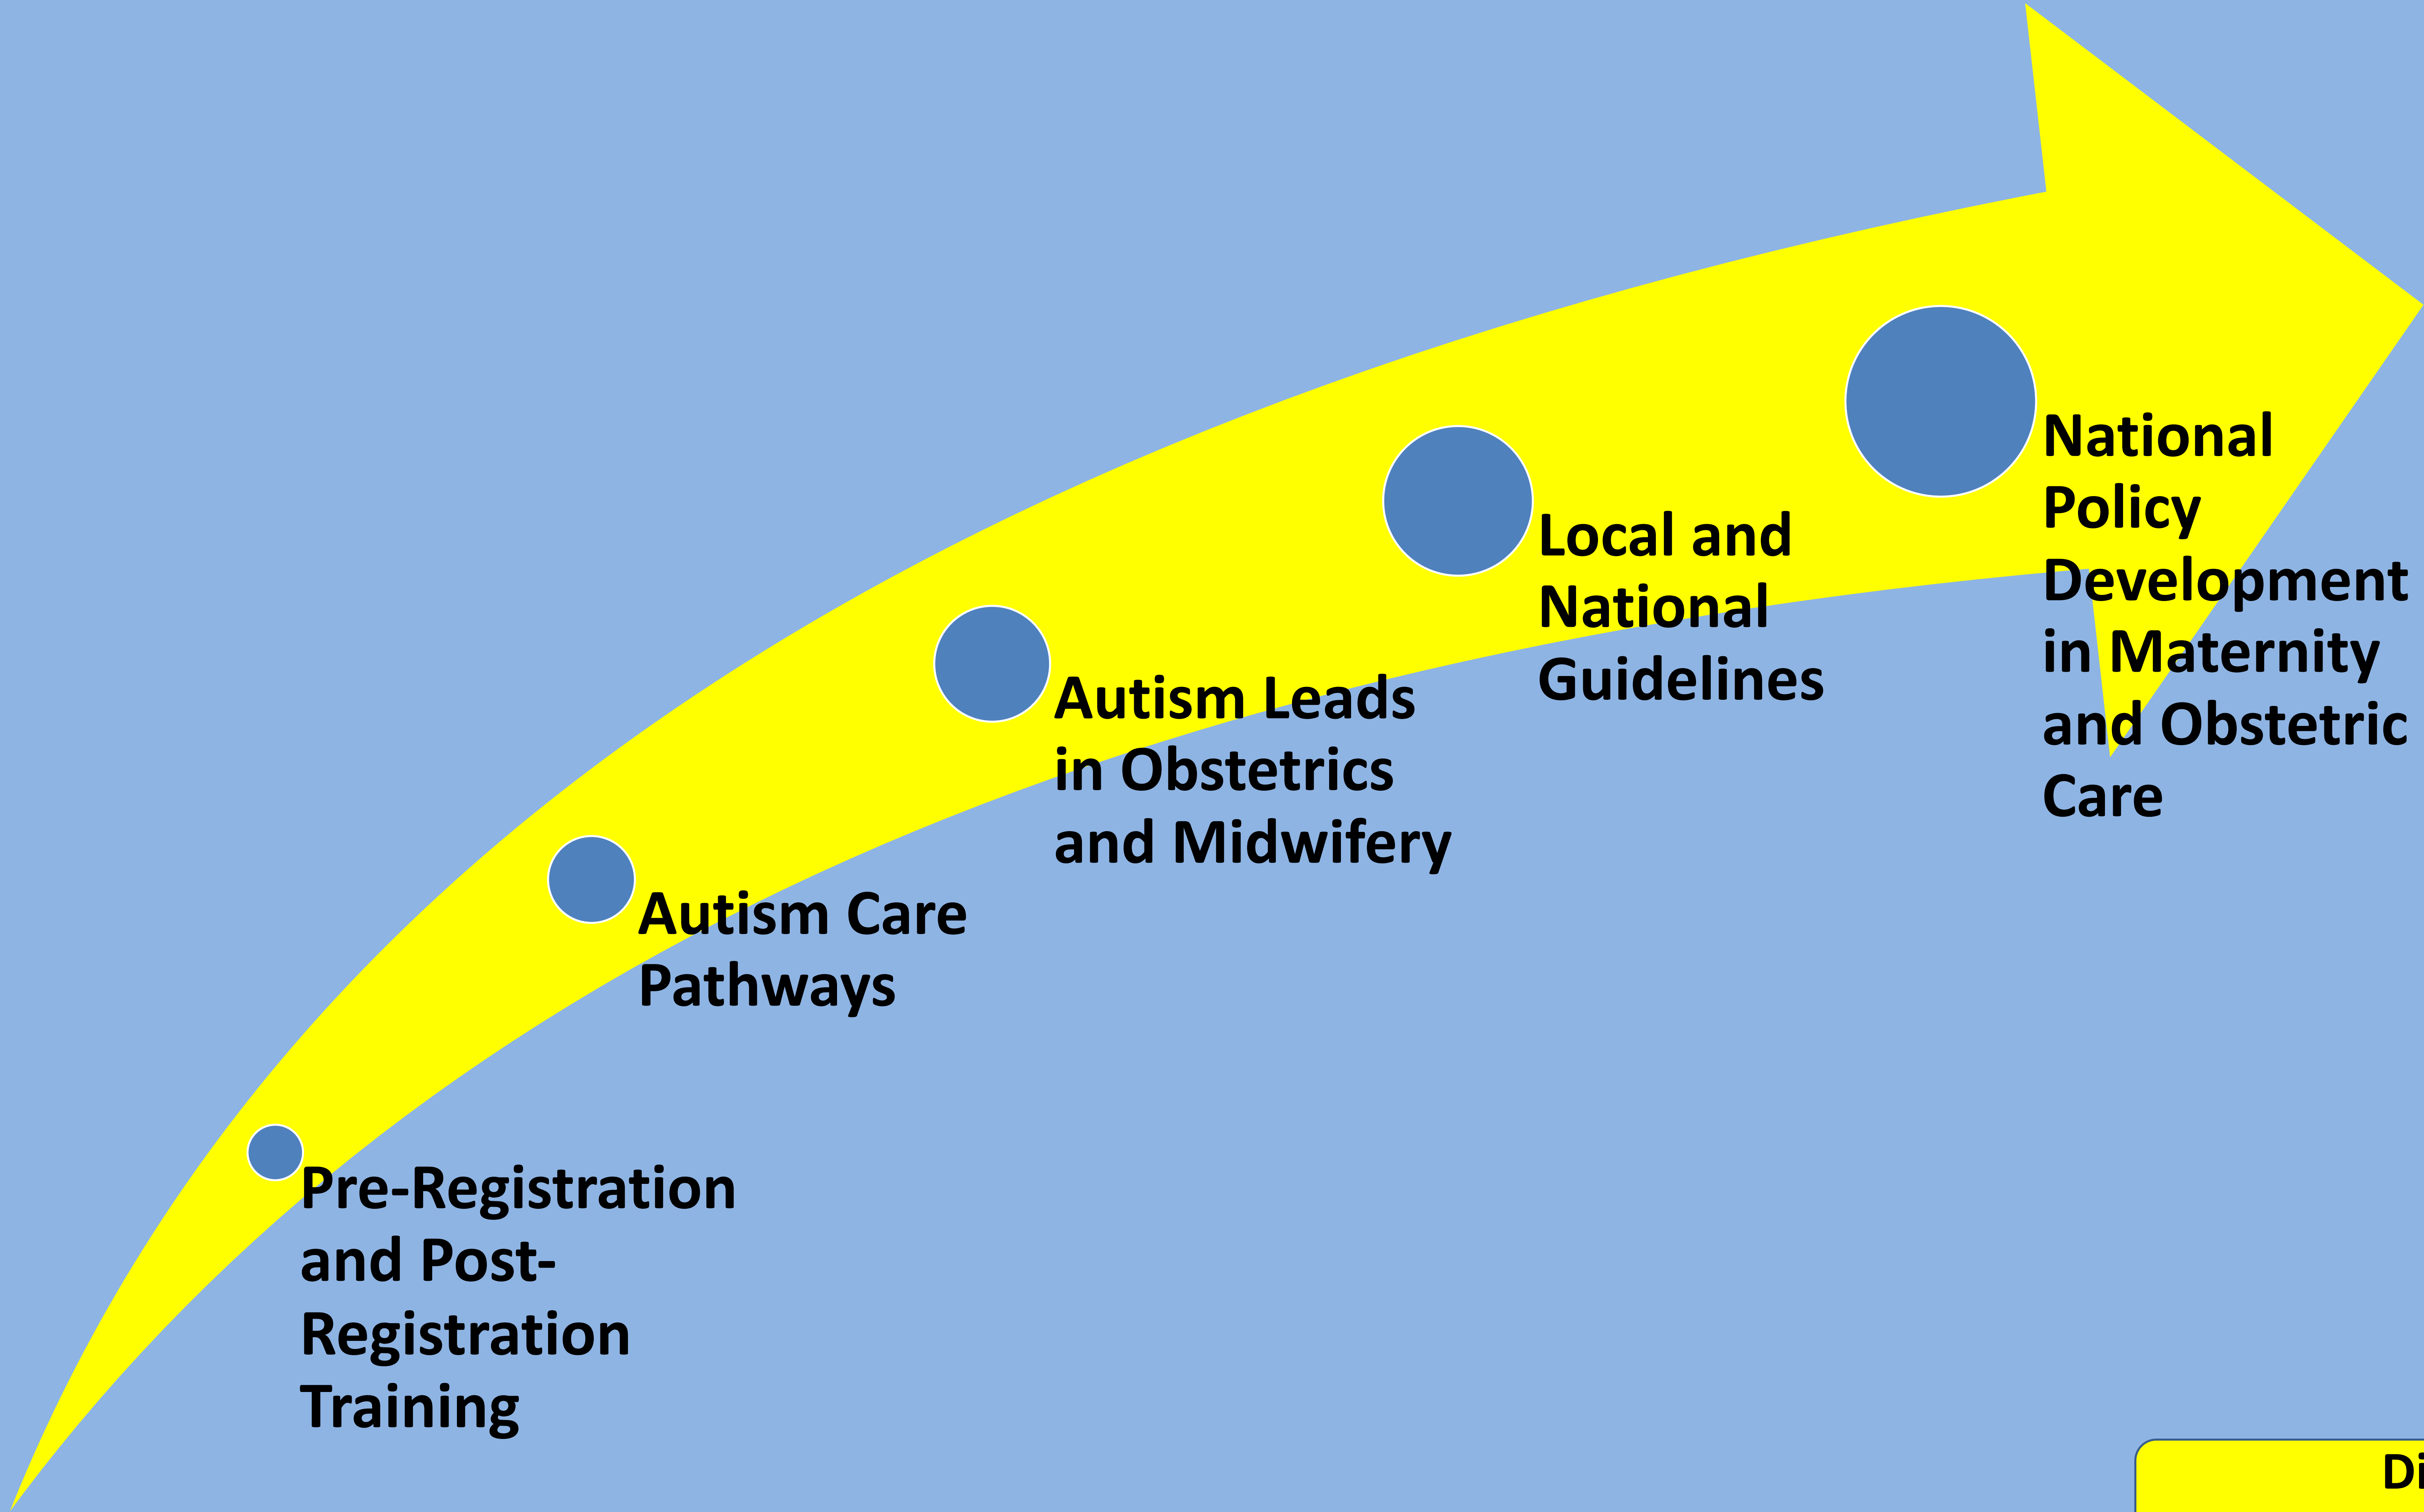 Pre-Registration
and Post-
Registration
Training
Autism Care
Pathways
Autism Leads
in Obstetrics
and Midwifery
Local and
National
Guidelines
National
Policy
Development
in Maternity
and Obstetric
Care